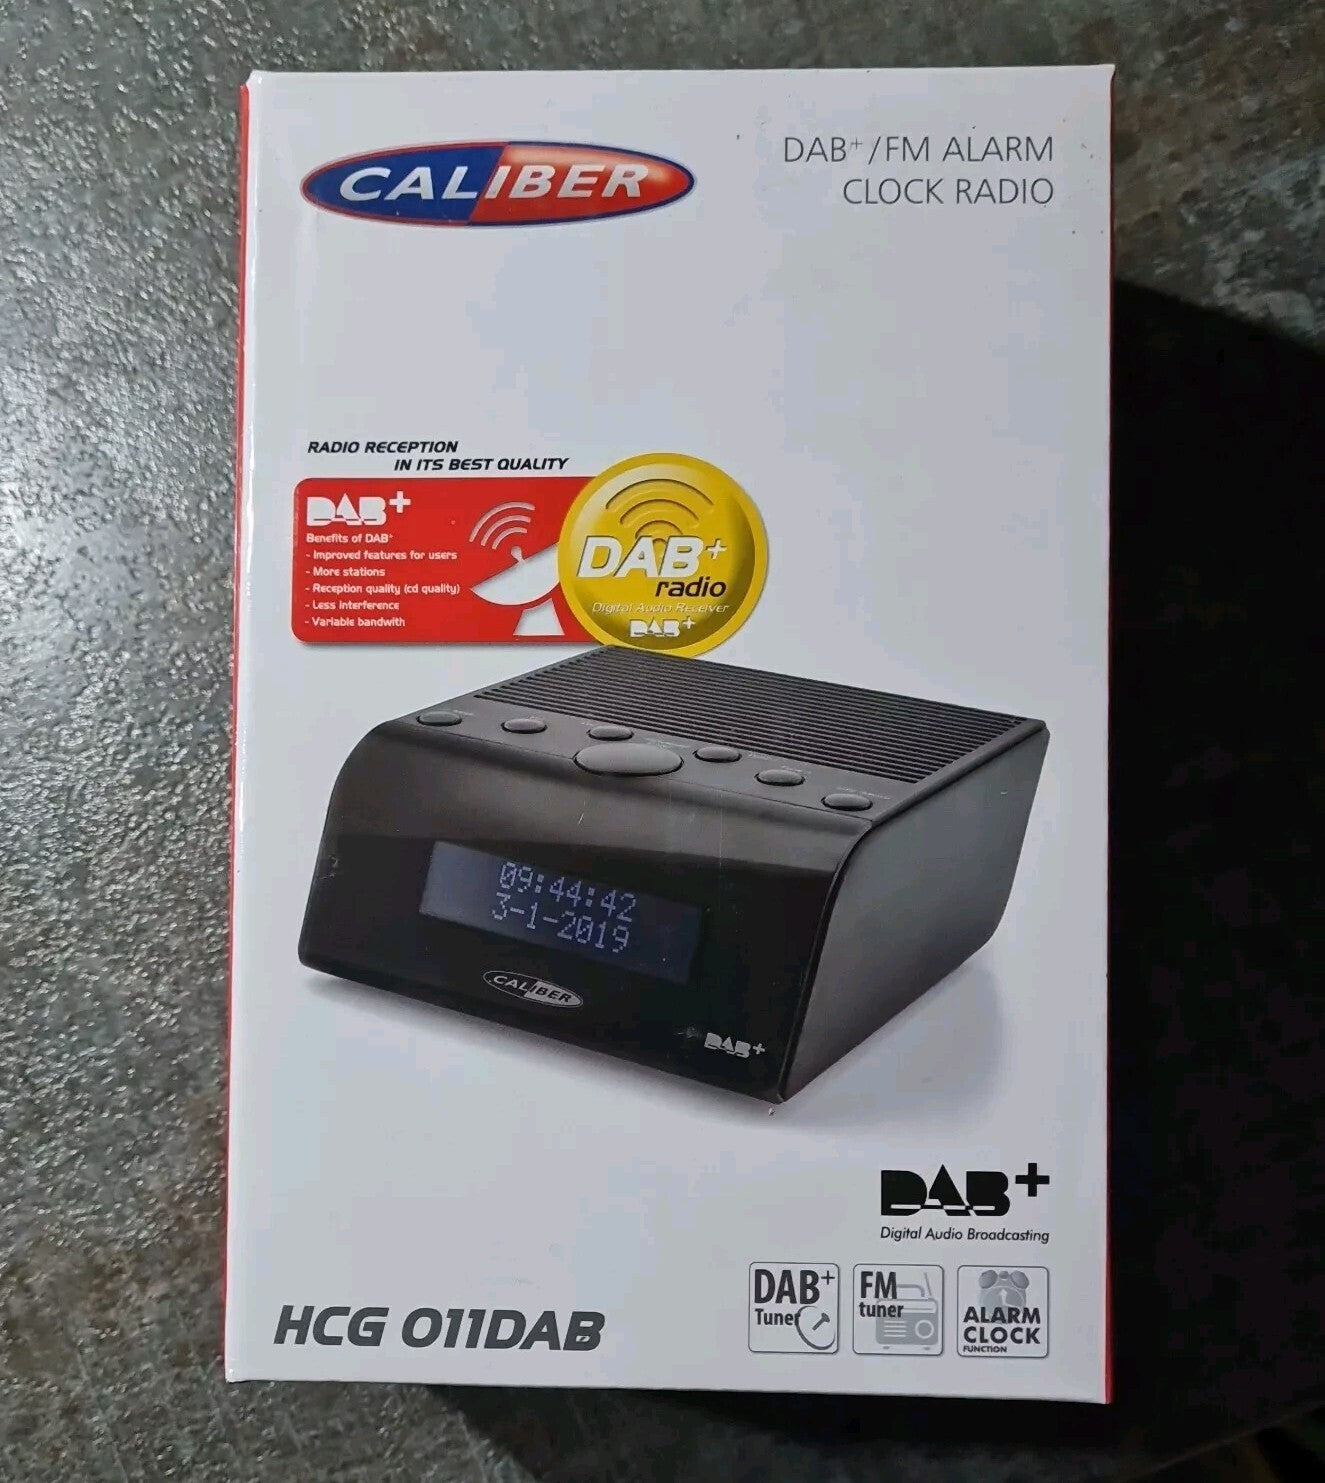 CALIBER
DAB+/FM ALARM
CLOCK RADIO
RADIO RECEPTION
IN ITS BEST QUALITY
DAB+
Benefits of DAB+
- Improved features for users
- More stations
- Reception quality (cd quality)
- Less interference
- Variable bandwith
DAB+
radio
Digital Audio Receiver
DAB+
09:44:42
3-1-2019
CALIBER
DAB+
DAB+
Digital Audio Broadcasting
HCG 011DAB
DAB+
Tuner
FM
tuner
ALARM
CLOCK
FUNCTION